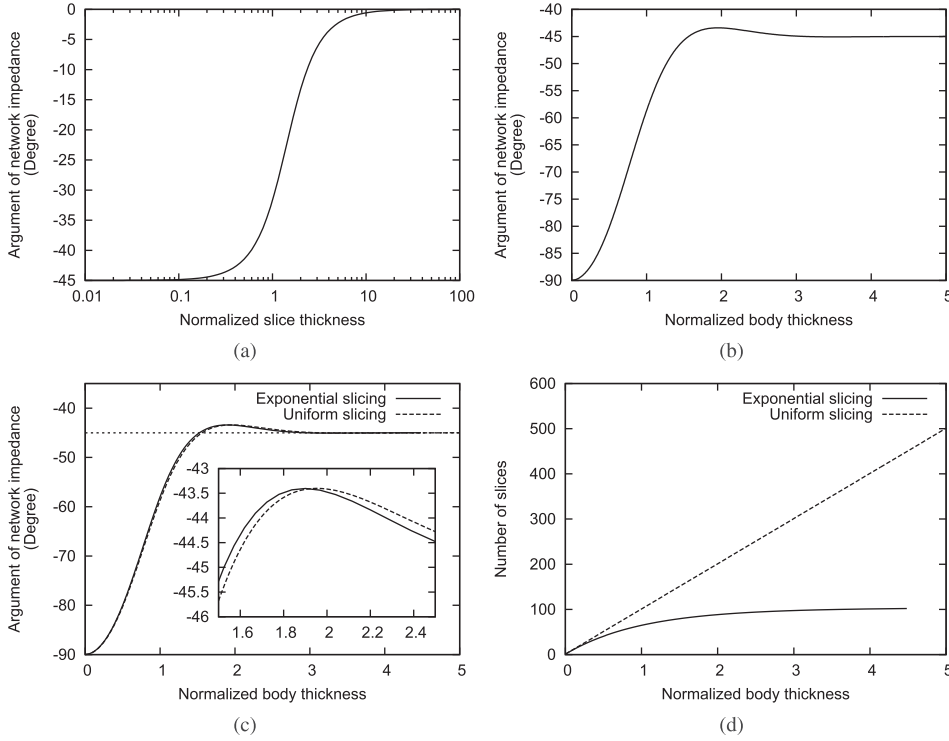 0
-5
-10
-15
-20
-25
-30
-35
-40
-45
0.01 0.1 1 10 100
Argument of network impedance
(Degree)
Normalized slice thickness
(a)
-40
-45
-50
-55
-60
-65
-70
-75
-80
-85
-90
0 1 2 3 4 5
Argument of network impedance
(Degree)
Normalized body thickness
(b)
Exponential slicing
Uniform slicing
-40
-50
-60
-70
-80
-90
0 1 2 3 4 5
-43
-43.5
-44
-44.5
-45
-45.5
-46
1.6 1.8 2 2.2 2.4
Argument of network impedance
(Degree)
Normalized body thickness
(c)
Exponential slicing
Uniform slicing
600
500
400
300
200
100
0
0 1 2 3 4 5
Number of slices
Normalized body thickness
(d)